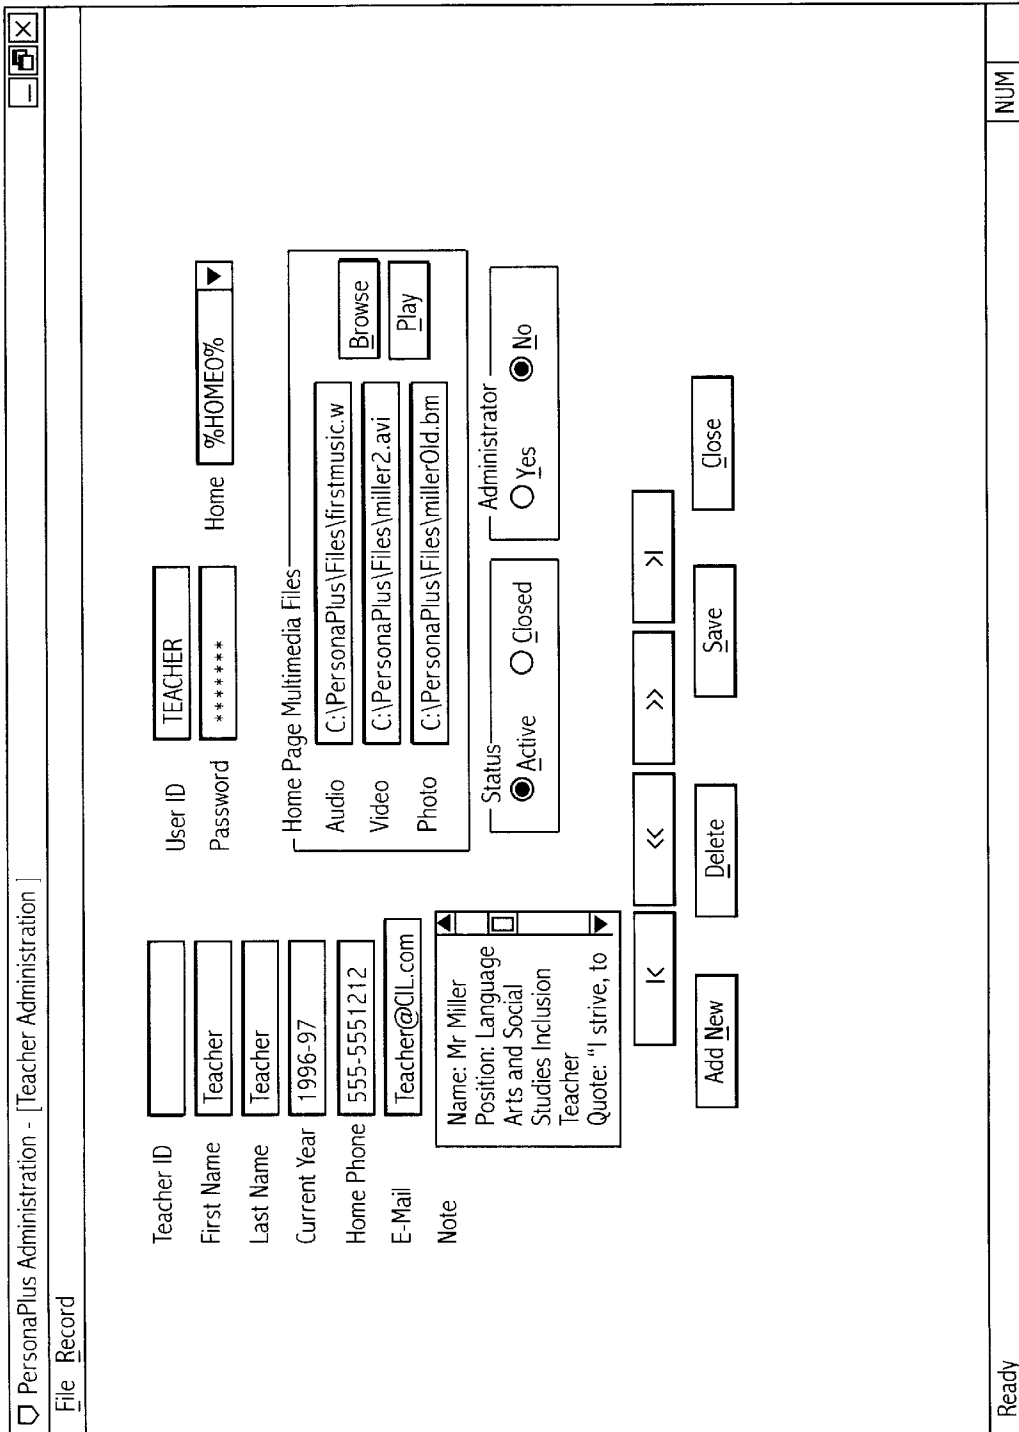 PersonaPlus Administration - [Teacher Administration ]
File Record
Teacher ID
First Name Teacher
Last Name Teacher
Current Year 1996-97
Home Phone 555-5551212
E-Mail Teacher@CIL.com
Note
Name: Mr Miller
Position: Language
Arts and Social
Studies Inclusion
Teacher
Quote: "I strive, to
User ID TEACHER
Password *******
Home %HOME0%
Home Page Multimedia Files
Audio C:\PersonaPlus\Files\firstmusic.w
Video C:\PersonaPlus\Files\miller2.avi
Photo C:\PersonaPlus\Files\millerOld.bm
Browse
Play
Status
Active Closed
Administrator
Yes No
|< << >> >|
Add New Delete Save Close
Ready NUM